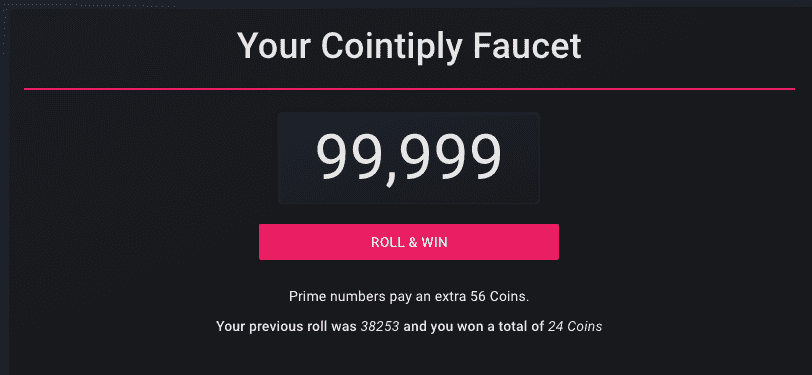 Your Cointiply Faucet
99,999
ROLL & WIN
Prime numbers pay an extra 56 Coins.
Your previous roll was 38253 and you won a total of 24 Coins